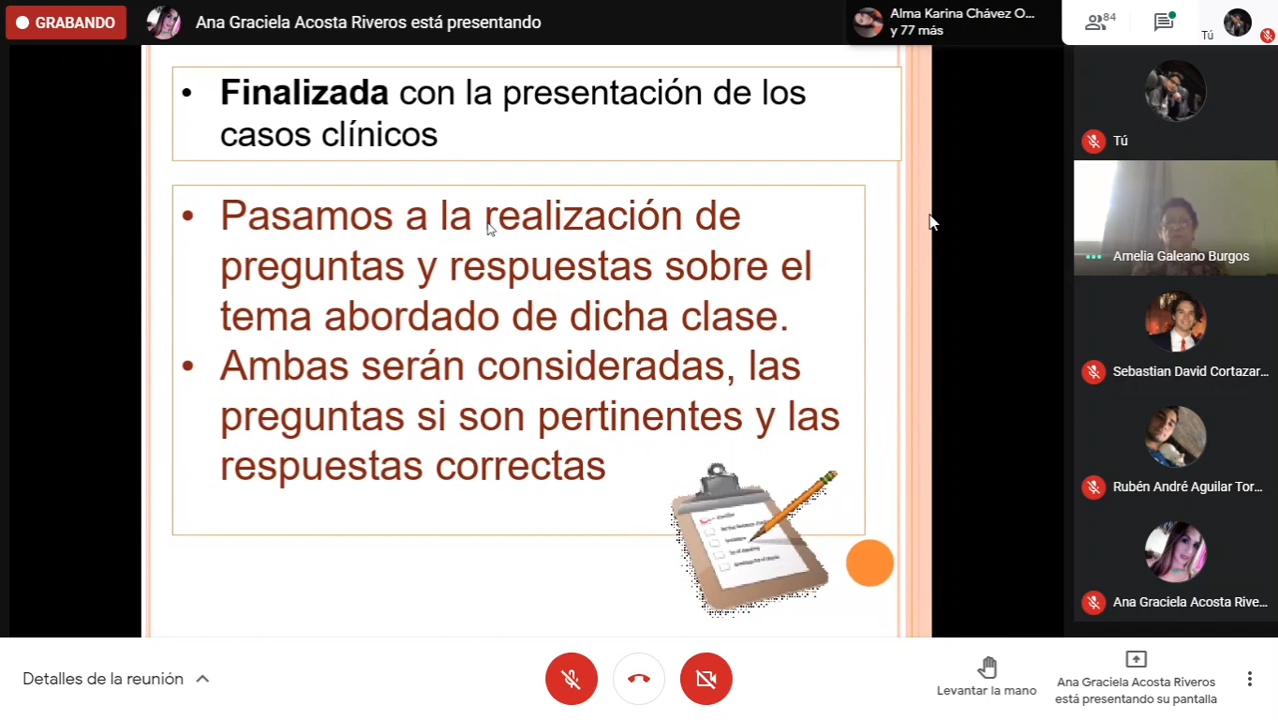 GRABANDO
Ana Graciela Acosta Riveros está presentando
Alma Karina Chávez O...
y 77 más
84
Tú
• Finalizada con la presentación de los
casos clínicos
• Pasamos a la realización de
preguntas y respuestas sobre el
tema abordado de dicha clase.
• Ambas serán consideradas, las
preguntas si son pertinentes y las
respuestas correctas
Tú
Amelia Galeano Burgos
Sebastian David Cortazar...
Rubén André Aguilar Tor...
Ana Graciela Acosta Rive...
Detalles de la reunión
Levantar la mano
Ana Graciela Acosta Riveros
está presentando su pantalla